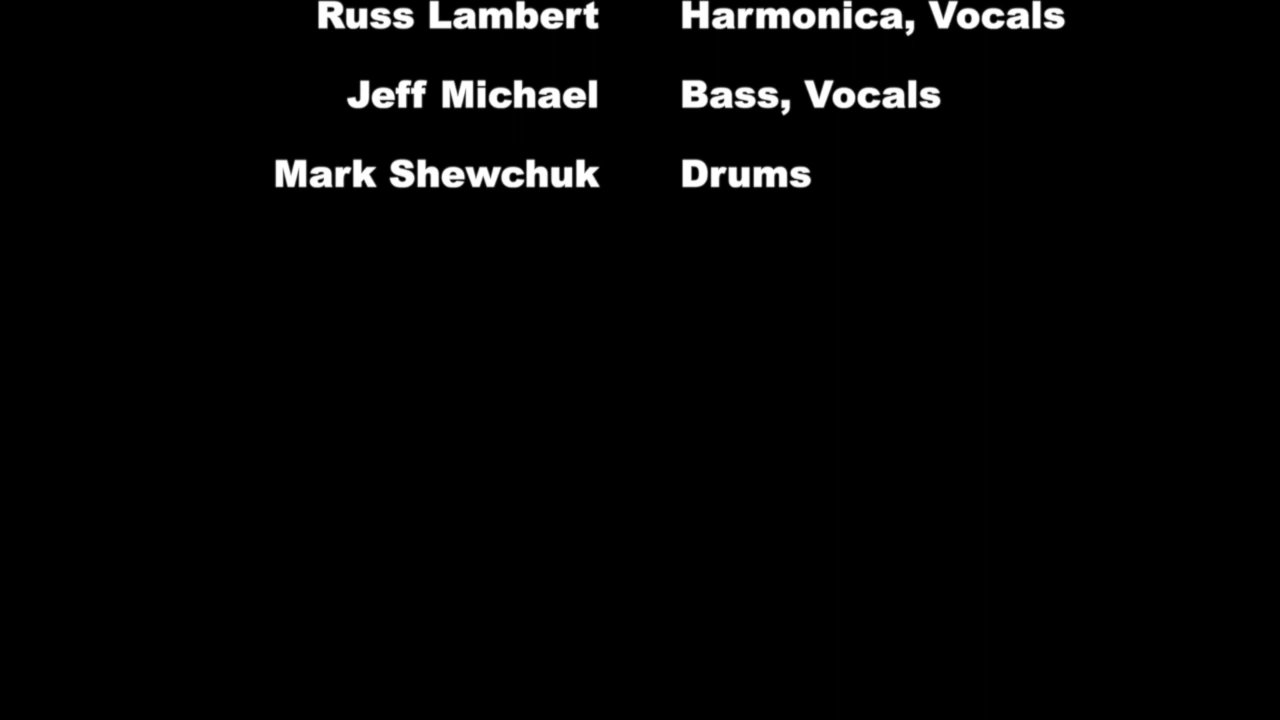 Russ Lambert Harmonica, Vocals
Jeff Michael Bass, Vocals
Mark Shewchuk Drums